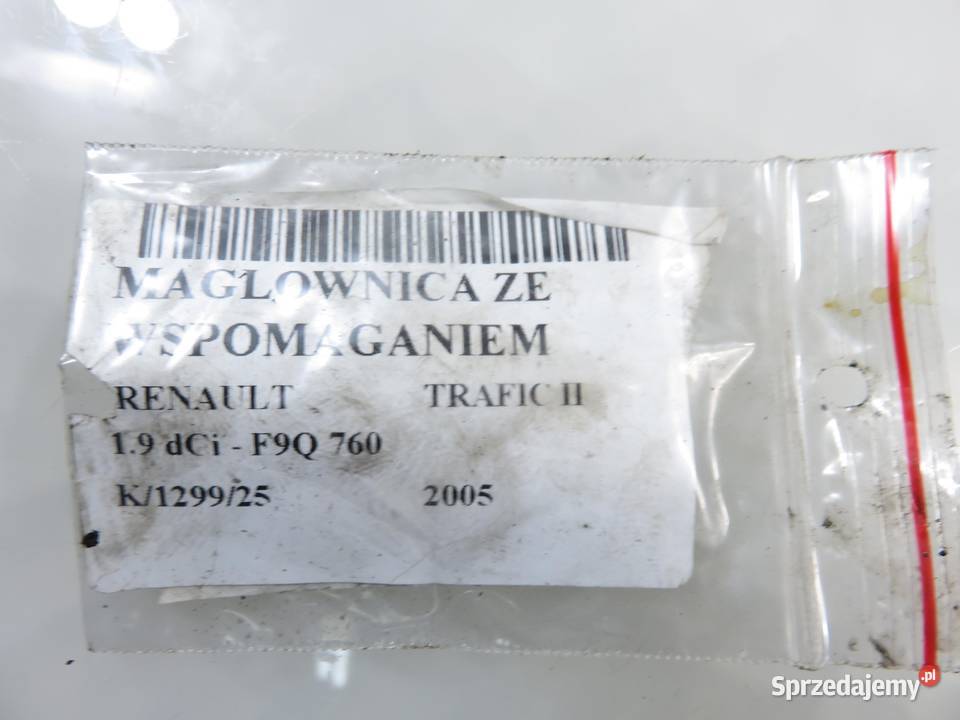 MAGLOWNICA ZE
WSPOMAGANIEM
RENAULT TRAFIC II
1.9 dCi - F9Q 760
K/1299/25 2005
Sprzedajemy.pl